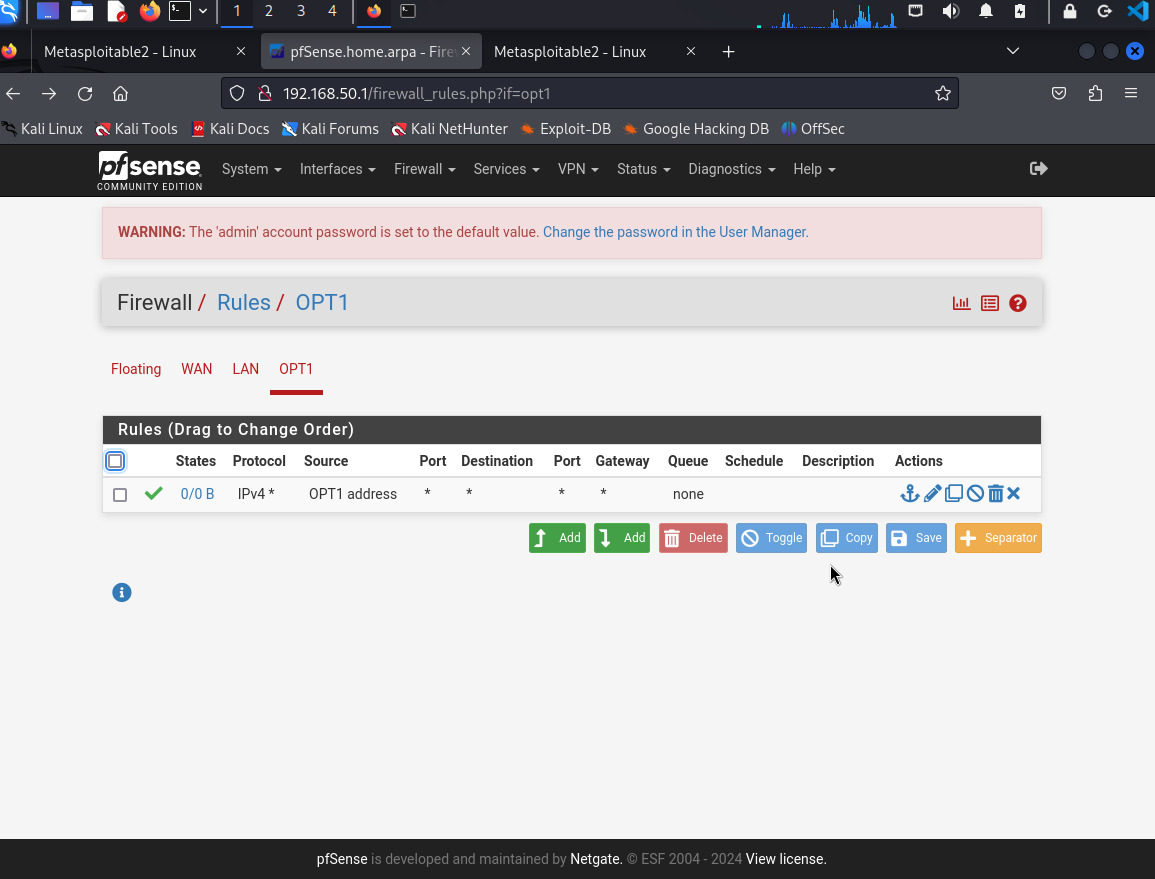 1 2 3 4
Metasploitable2 - Linux pfSense.home.arpa - Firew Metasploitable2 - Linux
192.168.50.1/firewall_rules.php?if=opt1
Kali Linux Kali Tools Kali Docs Kali Forums Kali NetHunter Exploit-DB Google Hacking DB OffSec
pfsense
COMMUNITY EDITION
System Interfaces Firewall Services VPN Status Diagnostics Help
WARNING: The 'admin' account password is set to the default value. Change the password in the User Manager.
Firewall / Rules / OPT1
Floating WAN LAN OPT1
Rules (Drag to Change Order)
States Protocol Source Port Destination Port Gateway Queue Schedule Description Actions
0/0 B IPv4 * OPT1 address * * * * none
Add Add Delete Toggle Copy Save Separator
pfSense is developed and maintained by Netgate. © ESF 2004 - 2024 View license.